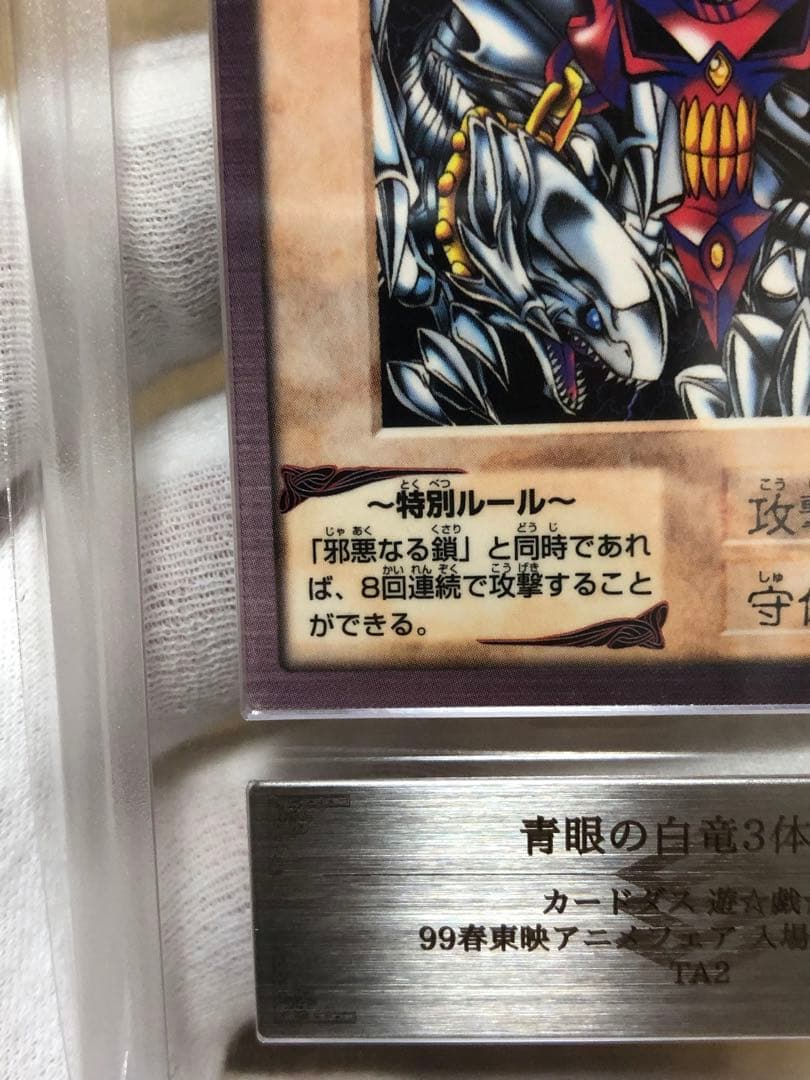 ～特別ルール～
「邪悪なる鎖」と同時であれ
ば、8回連続で攻撃すること
ができる。
攻撃
守備
青眼の白竜3体
カードダス 遊☆戯☆
99春東映アニメフェア 入場
TA2